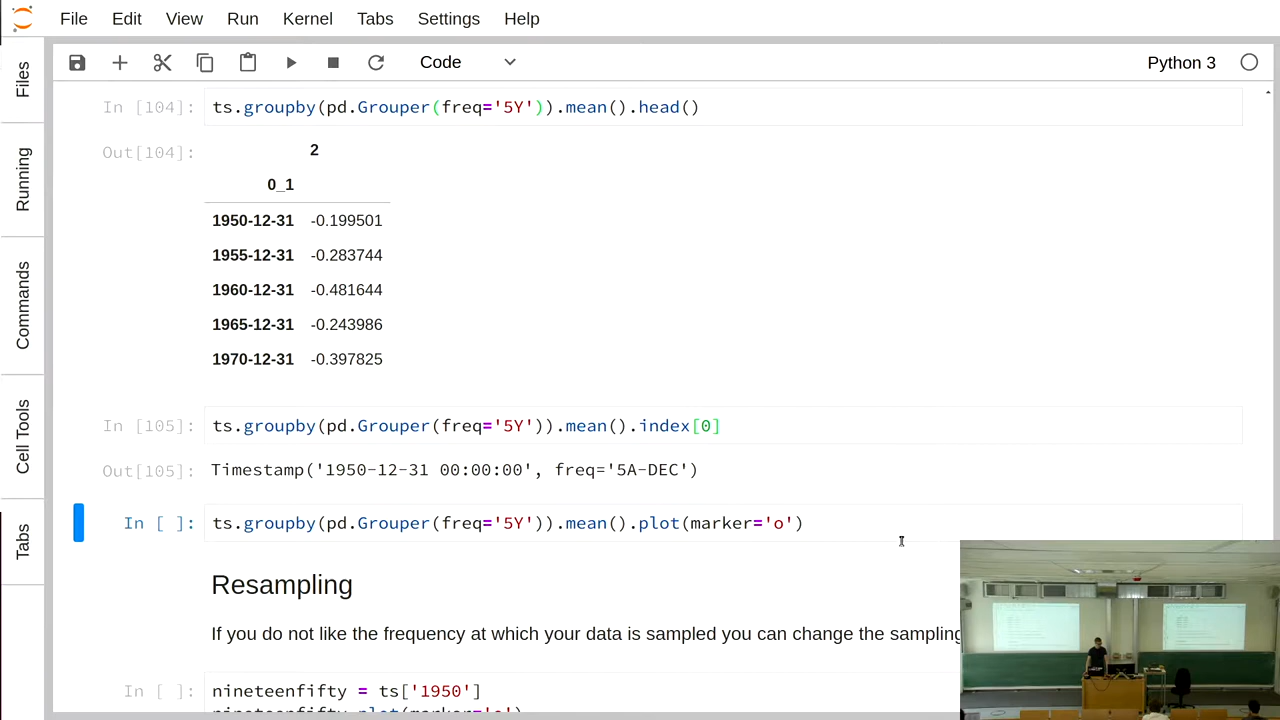 File Edit View Run Kernel Tabs Settings Help
Code
Python 3
Files
Running
Commands
Cell Tools
Tabs
In [104]: ts.groupby(pd.Grouper(freq='5Y')).mean().head()
Out[104]:
2
0_1
1950-12-31 -0.199501
1955-12-31 -0.283744
1960-12-31 -0.481644
1965-12-31 -0.243986
1970-12-31 -0.397825
In [105]: ts.groupby(pd.Grouper(freq='5Y')).mean().index[0]
Out[105]: Timestamp('1950-12-31 00:00:00', freq='5A-DEC')
In [ ]: ts.groupby(pd.Grouper(freq='5Y')).mean().plot(marker='o')
Resampling
If you do not like the frequency at which your data is sampled you can change the sampling
In [ ]: nineteenfifty = ts['1950']
nineteenfifty.plot(marker='o')